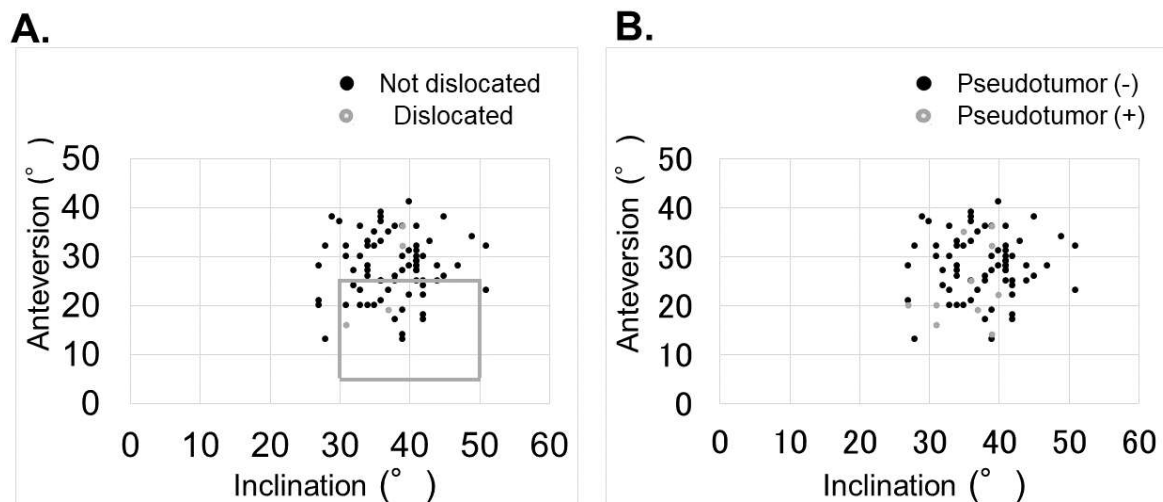 A.
Not dislocated
Dislocated
Anteversion (°)
50
40
30
20
10
0
0 10 20 30 40 50 60
Inclination (°)
B.
Pseudotumor (-)
Pseudotumor (+)
Anteversion (°)
50
40
30
20
10
0
0 10 20 30 40 50 60
Inclination (°)